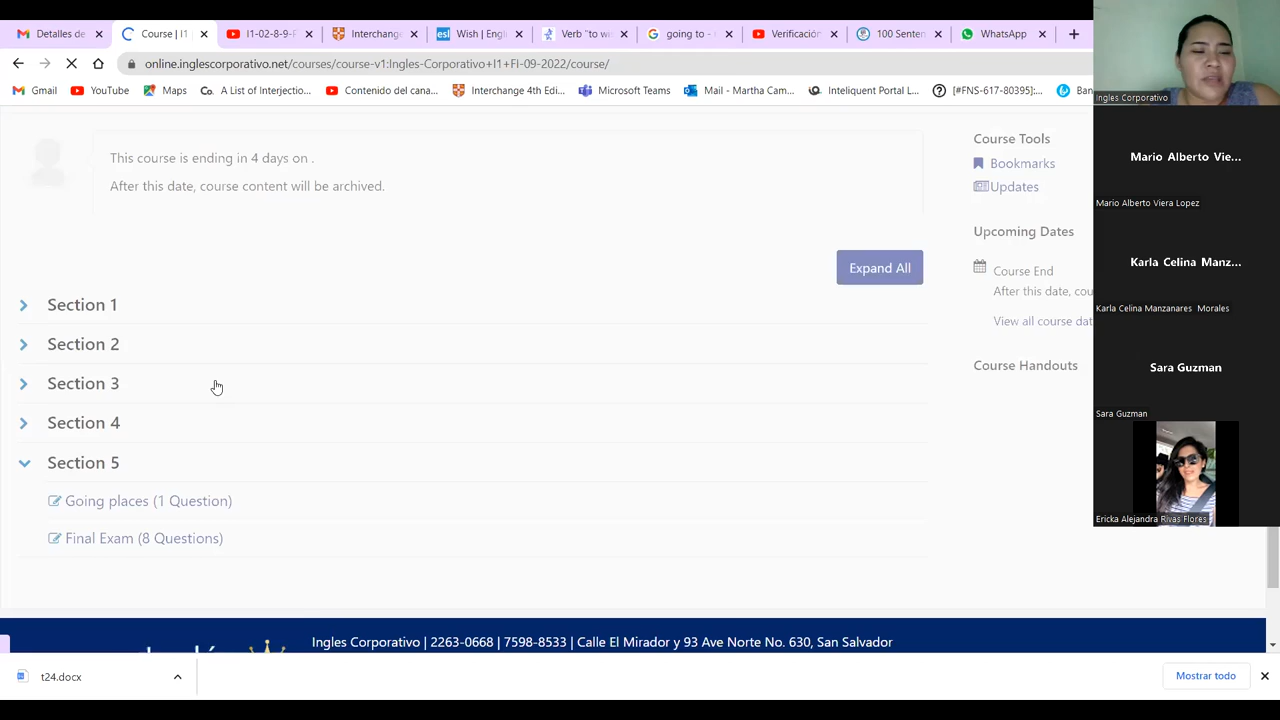 Detalles de
Course | I1
I1-02-8-9-F
Interchange
Wish | Engl
Verb "to wi
going to - 
Verificación
100 Senten
WhatsApp
online.inglescorporativo.net/courses/course-v1:Ingles-Corporativo+I1+FI-09-2022/course/
Gmail
YouTube
Maps
A List of Interjectio...
Contenido del cana...
Interchange 4th Edi...
Microsoft Teams
Mail - Martha Cam...
Inteliquent Portal L...
[#FNS-617-80395]:...
Ban
This course is ending in 4 days on .
After this date, course content will be archived.
Expand All
Section 1
Section 2
Section 3
Section 4
Section 5
Going places (1 Question)
Final Exam (8 Questions)
Course Tools
Bookmarks
Updates
Upcoming Dates
Course End
After this date, cou
View all course dat
Course Handouts
Ingles Corporativo
Mario Alberto Vie...
Mario Alberto Viera Lopez
Karla Celina Manz...
Karla Celina Manzanares Morales
Sara Guzman
Sara Guzman
Ericka Alejandra Rivas Flores
Ingles Corporativo | 2263-0668 | 7598-8533 | Calle El Mirador y 93 Ave Norte No. 630, San Salvador
t24.docx
Mostrar todo